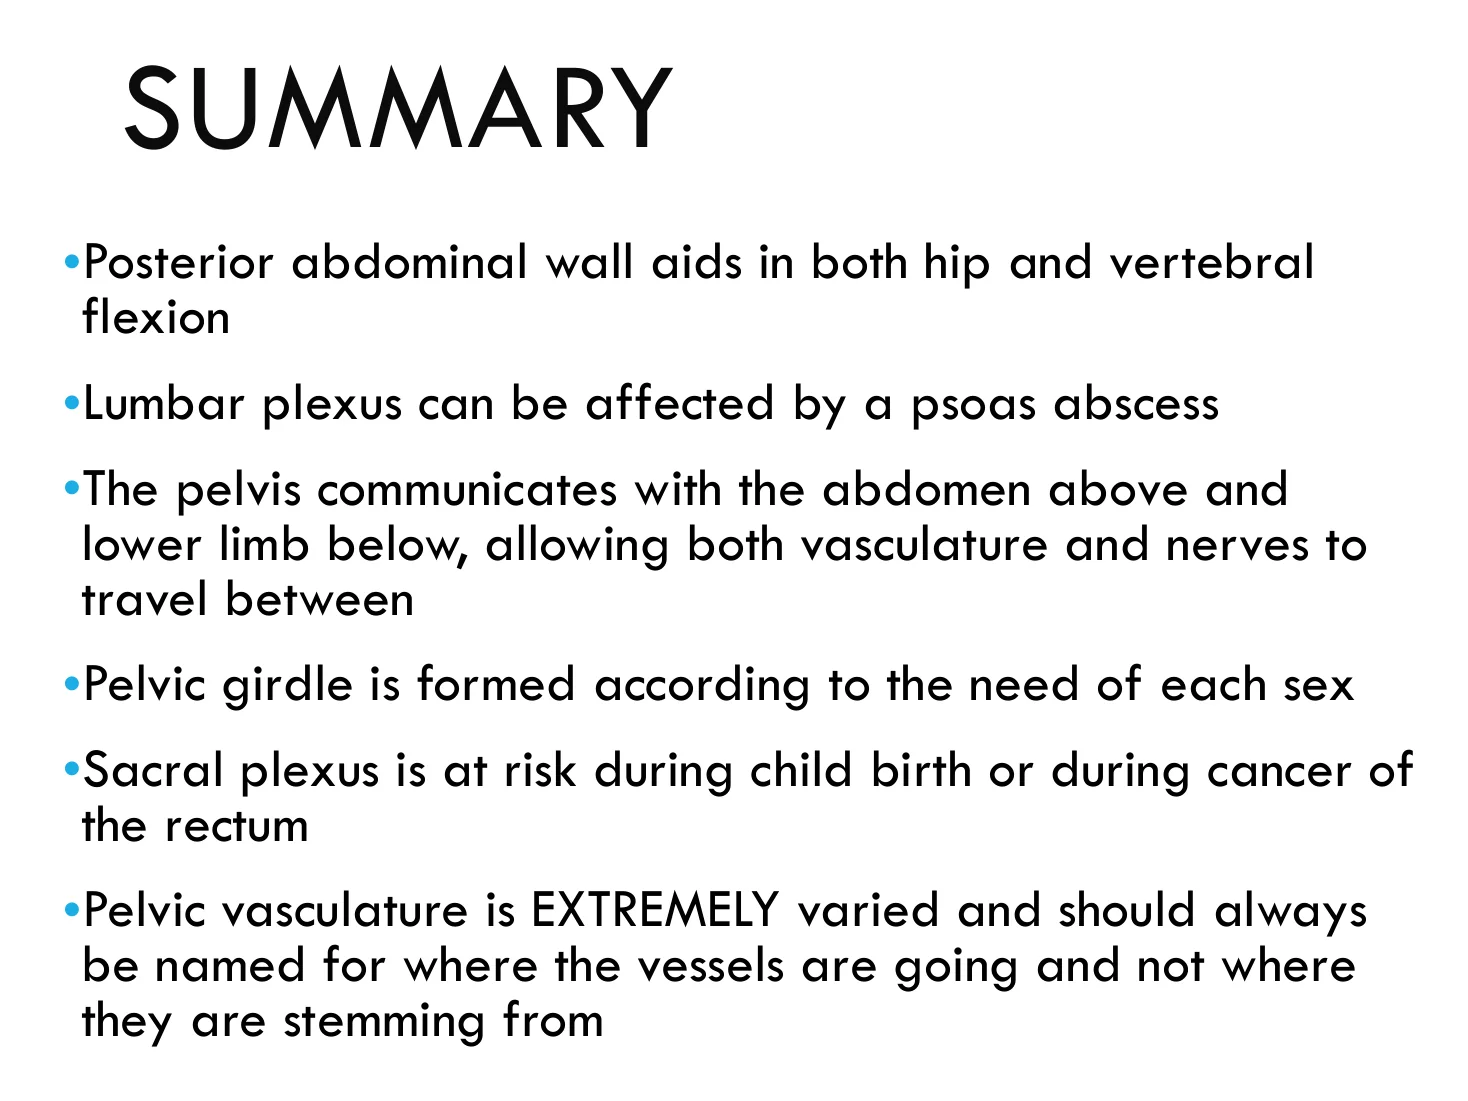 SUMMARY
•Posterior abdominal wall aids in both hip and vertebral
flexion
•Lumbar plexus can be affected by a psoas abscess
•The pelvis communicates with the abdomen above and
lower limb below, allowing both vasculature and nerves to
travel between
•Pelvic girdle is formed according to the need of each sex
•Sacral plexus is at risk during child birth or during cancer of
the rectum
•Pelvic vasculature is EXTREMELY varied and should always
be named for where the vessels are going and not where
they are stemming from